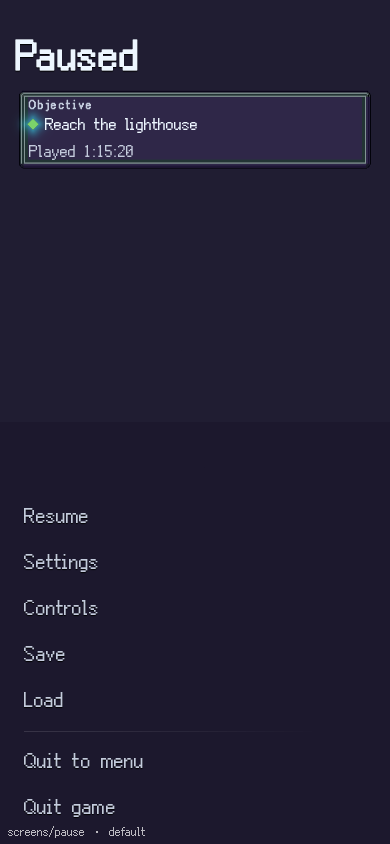 Paused
Objective
Reach the lighthouse
Played 1:15:20
Resume
Settings
Controls
Save
Load
Quit to menu
Quit game
screens/pause · default